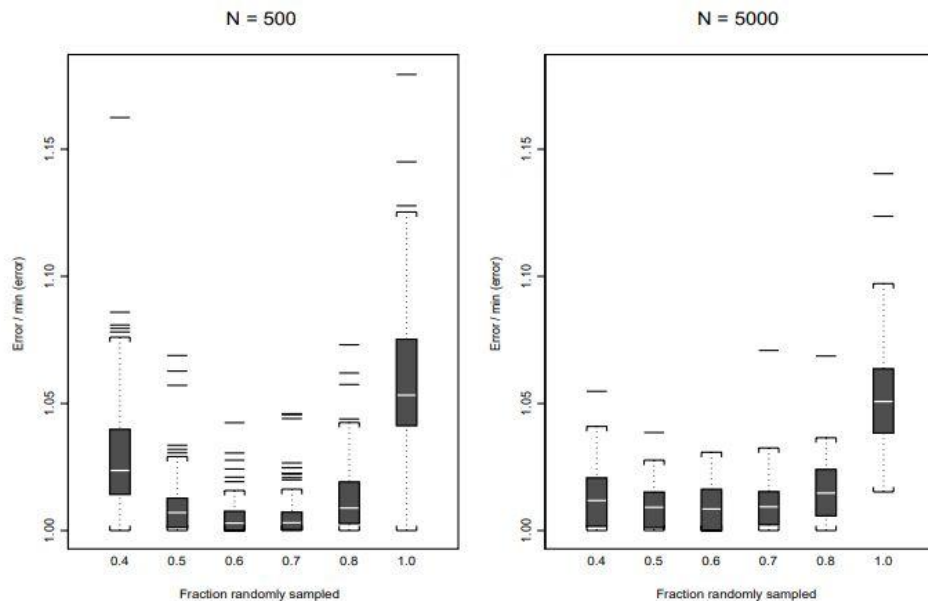 N = 500
Error / min (error)
1.15
1.10
1.05
1.00
0.4 0.5 0.6 0.7 0.8 1.0
Fraction randomly sampled
N = 5000
Error / min (error)
1.15
1.10
1.05
1.00
0.4 0.5 0.6 0.7 0.8 1.0
Fraction randomly sampled